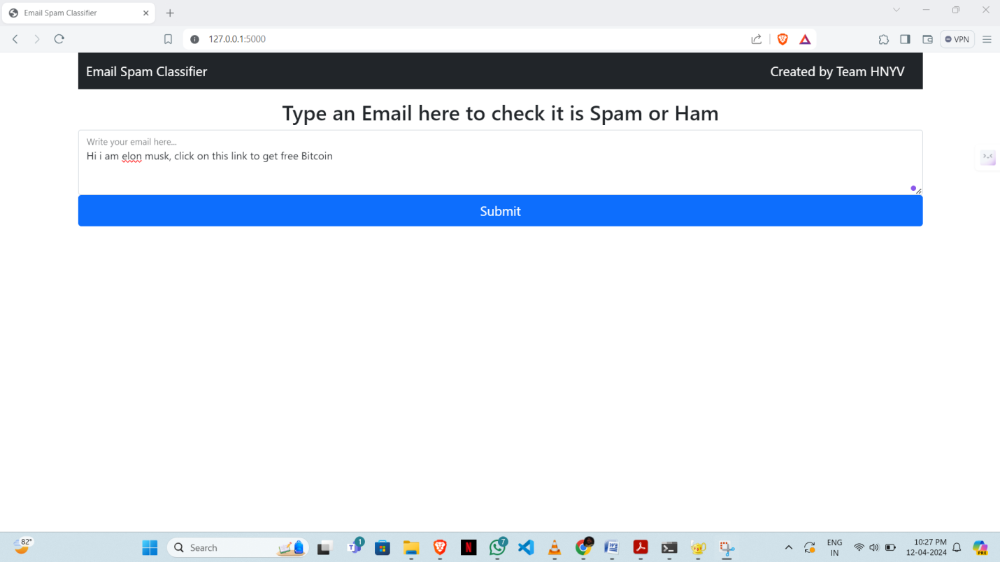 Email Spam Classifier
127.0.0.1:5000
VPN
Email Spam Classifier
Created by Team HNYV
Type an Email here to check it is Spam or Ham
Write your email here...
Hi i am elon musk, click on this link to get free Bitcoin
Submit
82°
Search
1
7
ENG
IN
10:27 PM
12-04-2024
PRE